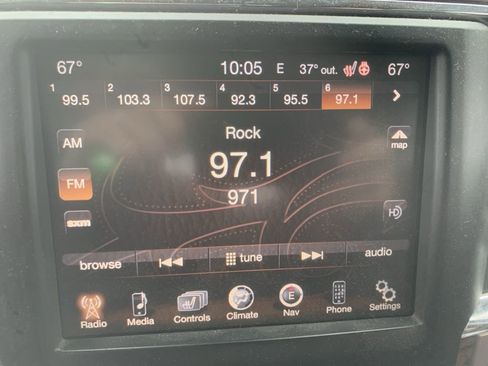 67° 10:05 E 37° out. 67°
1 2 3 4 5 6
99.5 103.3 107.5 92.3 95.5 97.1
AM Rock map
97.1
FM 971
sxm HD
browse tune audio
Radio Media Controls Climate E Nav Phone Settings